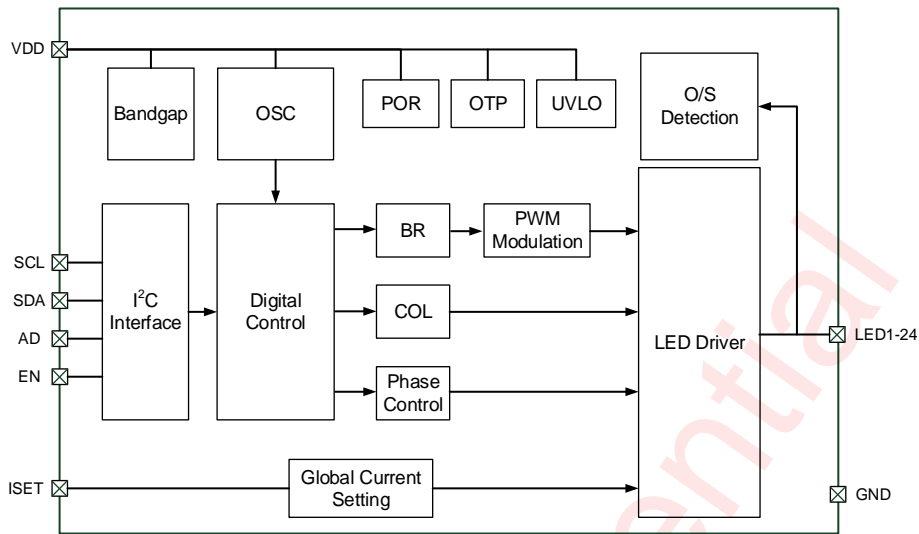 VDD
Bandgap
OSC
POR
OTP
UVLO
O/S
Detection
SCL
SDA
AD
EN
I²C
Interface
Digital
Control
BR
PWM
Modulation
COL
Phase
Control
LED Driver
LED1-24
ISET
Global Current
Setting
GND
ential